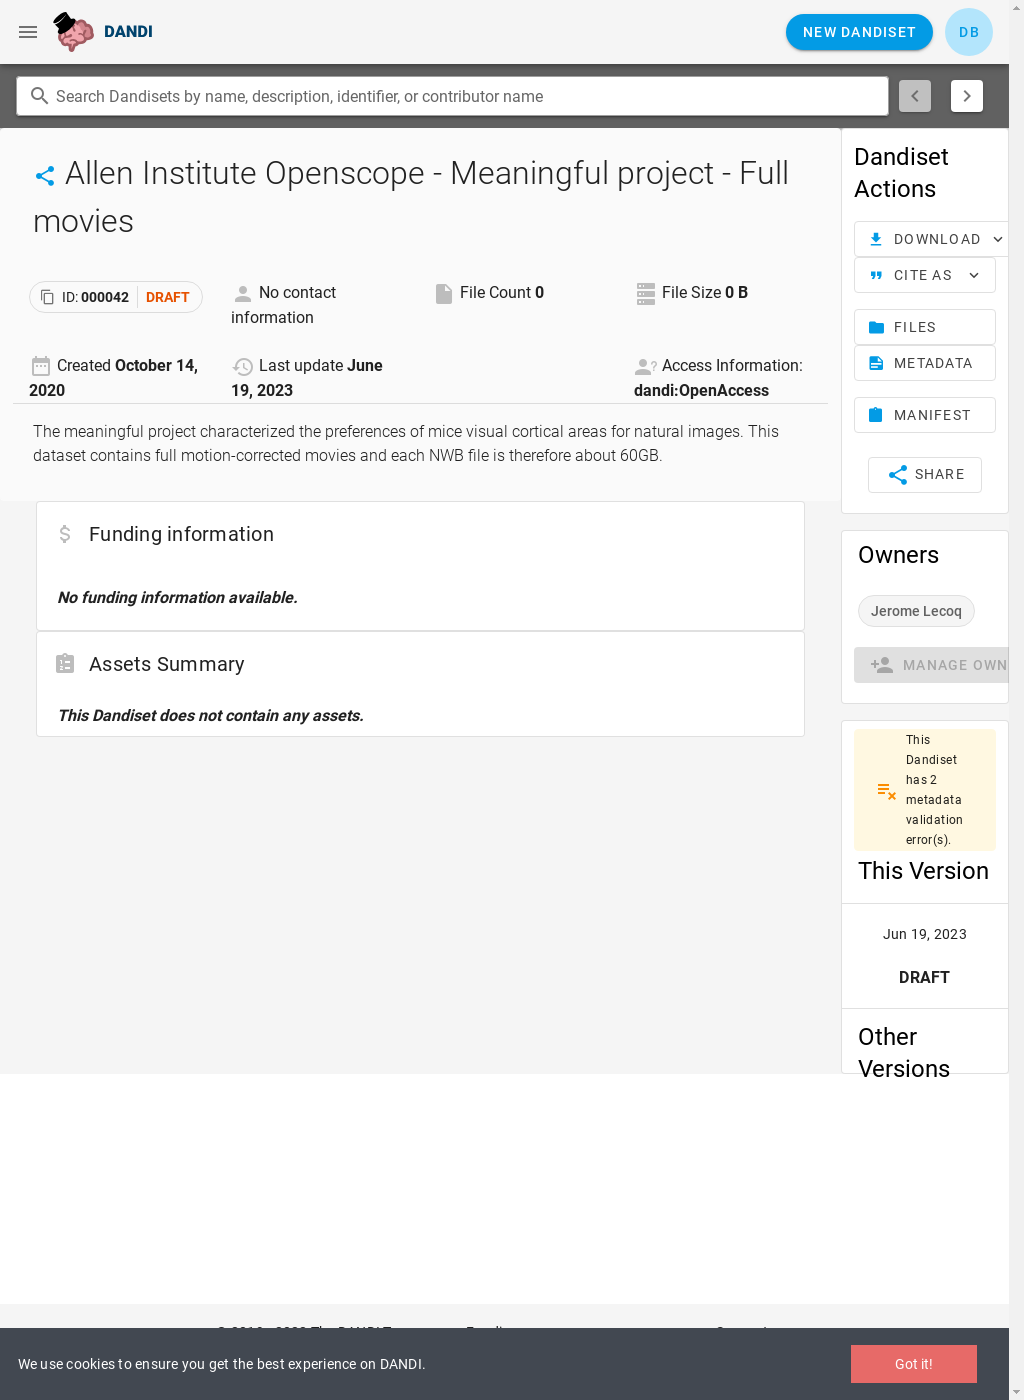 DANDI
NEW DANDISET
DB
Search Dandisets by name, description, identifier, or contributor name
Allen Institute Openscope - Meaningful project - Full
movies
ID: 000042 DRAFT
No contact
information
File Count 0
File Size 0 B
Created October 14,
2020
Last update June
19, 2023
Access Information:
dandi:OpenAccess
The meaningful project characterized the preferences of mice visual cortical areas for natural images. This
dataset contains full motion-corrected movies and each NWB file is therefore about 60GB.
Funding information
No funding information available.
Assets Summary
This Dandiset does not contain any assets.
Dandiset
Actions
DOWNLOAD
CITE AS
FILES
METADATA
MANIFEST
SHARE
Owners
Jerome Lecoq
MANAGE OWN
This
Dandiset
has 2
metadata
validation
error(s).
This Version
Jun 19, 2023
DRAFT
Other
Versions
We use cookies to ensure you get the best experience on DANDI.
Got it!